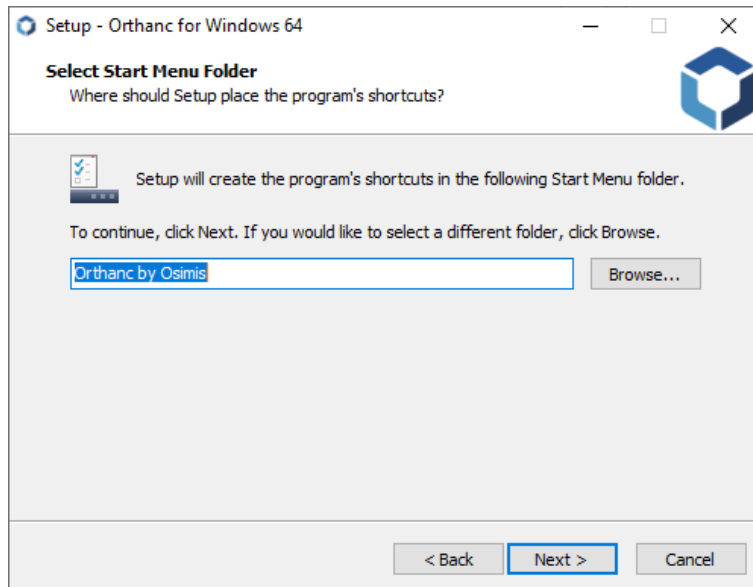 Setup - Orthanc for Windows 64
Select Start Menu Folder
Where should Setup place the program's shortcuts?
Setup will create the program's shortcuts in the following Start Menu folder.
To continue, click Next. If you would like to select a different folder, click Browse.
Orthanc by Osimis
Browse...
< Back
Next >
Cancel